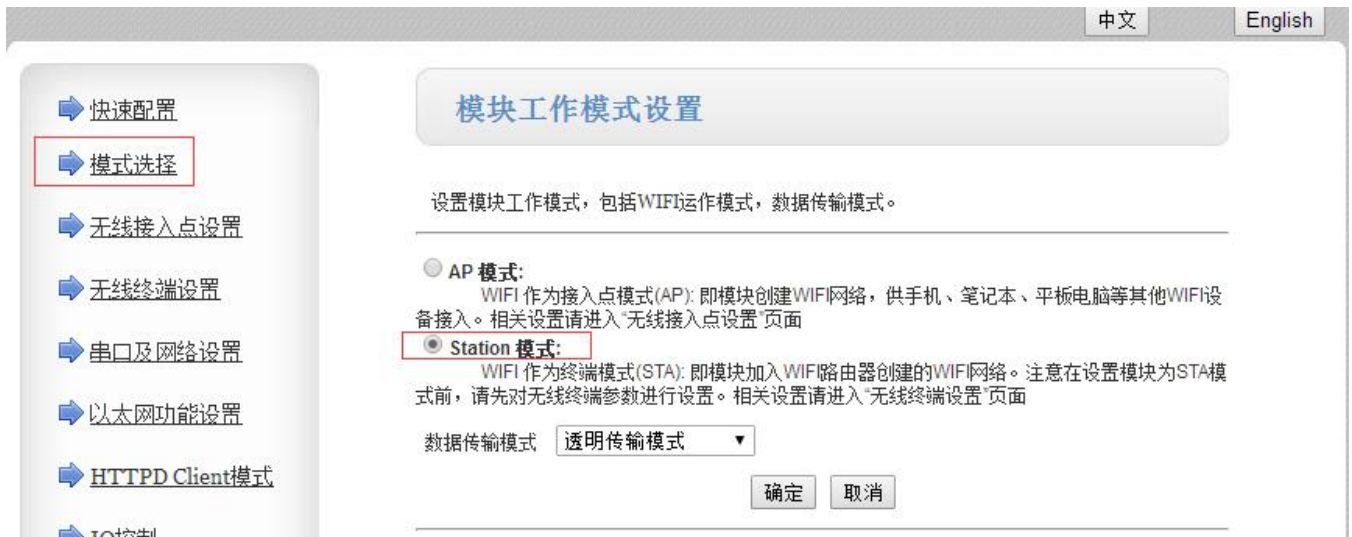 中文 English
快速配置
模式选择
无线接入点设置
无线终端设置
串口及网络设置
以太网功能设置
HTTPD Client模式
IO控制
模块工作模式设置
设置模块工作模式，包括WIFI运作模式，数据传输模式。
AP 模式:
WIFI 作为接入点模式(AP): 即模块创建WIFI网络，供手机、笔记本、平板电脑等其他WIFI设
备接入。相关设置请进入“无线接入点设置”页面
Station 模式:
WIFI 作为终端模式(STA): 即模块加入WIFI路由器创建的WIFI网络。注意在设置模块为STA模
式前，请先对无线终端参数进行设置。相关设置请进入“无线终端设置”页面
数据传输模式 透明传输模式
确定 取消